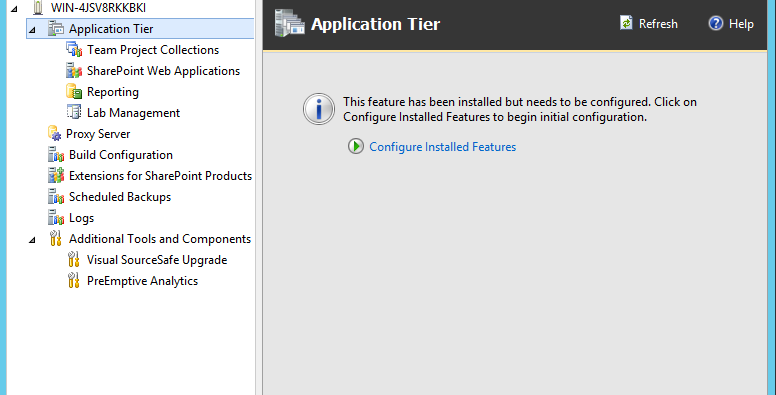 WIN-4JSV8RKKBKI
Application Tier
Team Project Collections
SharePoint Web Applications
Reporting
Lab Management
Proxy Server
Build Configuration
Extensions for SharePoint Products
Scheduled Backups
Logs
Additional Tools and Components
Visual SourceSafe Upgrade
PreEmptive Analytics
Application Tier
Refresh
Help
This feature has been installed but needs to be configured. Click on
Configure Installed Features to begin initial configuration.
Configure Installed Features